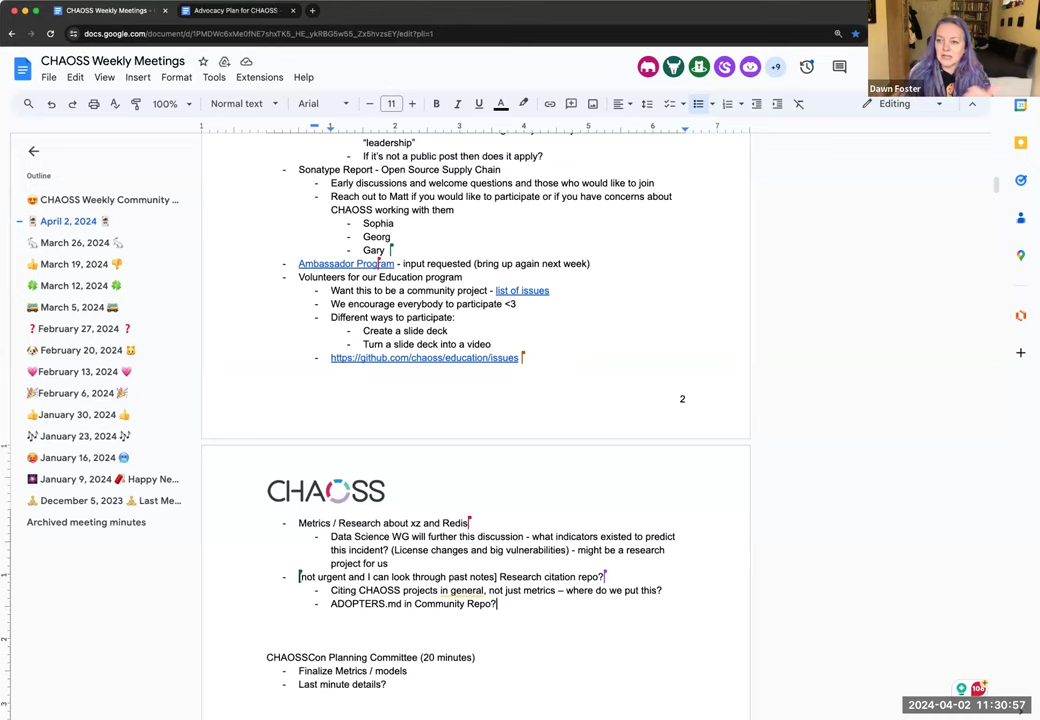 CHAOSS Weekly Meetings -
Advocacy Plan for CHAOSS
docs.google.com/document/d/1PMDWc6xMe0fNE7shxTK5_HE_ykRBG5w55_Zx5hvzsEY/edit?pli=1
CHAOSS Weekly Meetings
File Edit View Insert Format Tools Extensions Help
+9
Dawn Foster
100% Normal text Arial 11 B I U A Editing
1 1 2 3 4 5 6 7
Outline
CHAOSS Weekly Community ...
April 2, 2024
March 26, 2024
March 19, 2024
March 12, 2024
March 5, 2024
February 27, 2024
February 20, 2024
February 13, 2024
February 6, 2024
January 30, 2024
January 23, 2024
January 16, 2024
January 9, 2024 Happy Ne...
December 5, 2023 Last Me...
Archived meeting minutes
“leadership”
- If it’s not a public post then does it apply?
- Sonatype Report - Open Source Supply Chain
- Early discussions and welcome questions and those who would like to join
- Reach out to Matt if you would like to participate or if you have concerns about
CHAOSS working with them
- Sophia
- Georg
- Gary
- Ambassador Program - input requested (bring up again next week)
- Volunteers for our Education program
- Want this to be a community project - list of issues
- We encourage everybody to participate <3
- Different ways to participate:
- Create a slide deck
- Turn a slide deck into a video
- https://github.com/chaoss/education/issues
2
CHAOSS
- Metrics / Research about xz and Redis
- Data Science WG will further this discussion - what indicators existed to predict
this incident? (License changes and big vulnerabilities) - might be a research
project for us
- [not urgent and I can look through past notes] Research citation repo?
- Citing CHAOSS projects in general, not just metrics – where do we put this?
- ADOPTERS.md in Community Repo?
CHAOSSCon Planning Committee (20 minutes)
- Finalize Metrics / models
- Last minute details?
2024-04-02 11:30:57